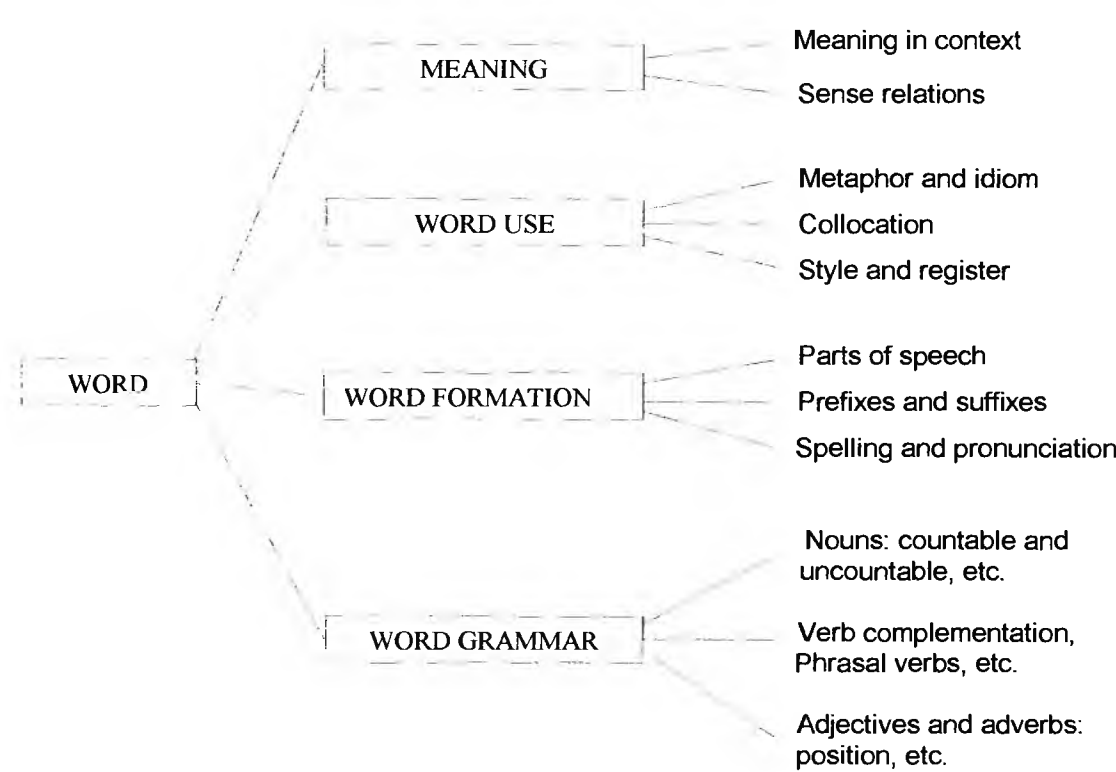 WORD
MEANING
Meaning in context
Sense relations
WORD USE
Metaphor and idiom
Collocation
Style and register
WORD FORMATION
Parts of speech
Prefixes and suffixes
Spelling and pronunciation
WORD GRAMMAR
Nouns: countable and
uncountable, etc.
Verb complementation,
Phrasal verbs, etc.
Adjectives and adverbs:
position, etc.